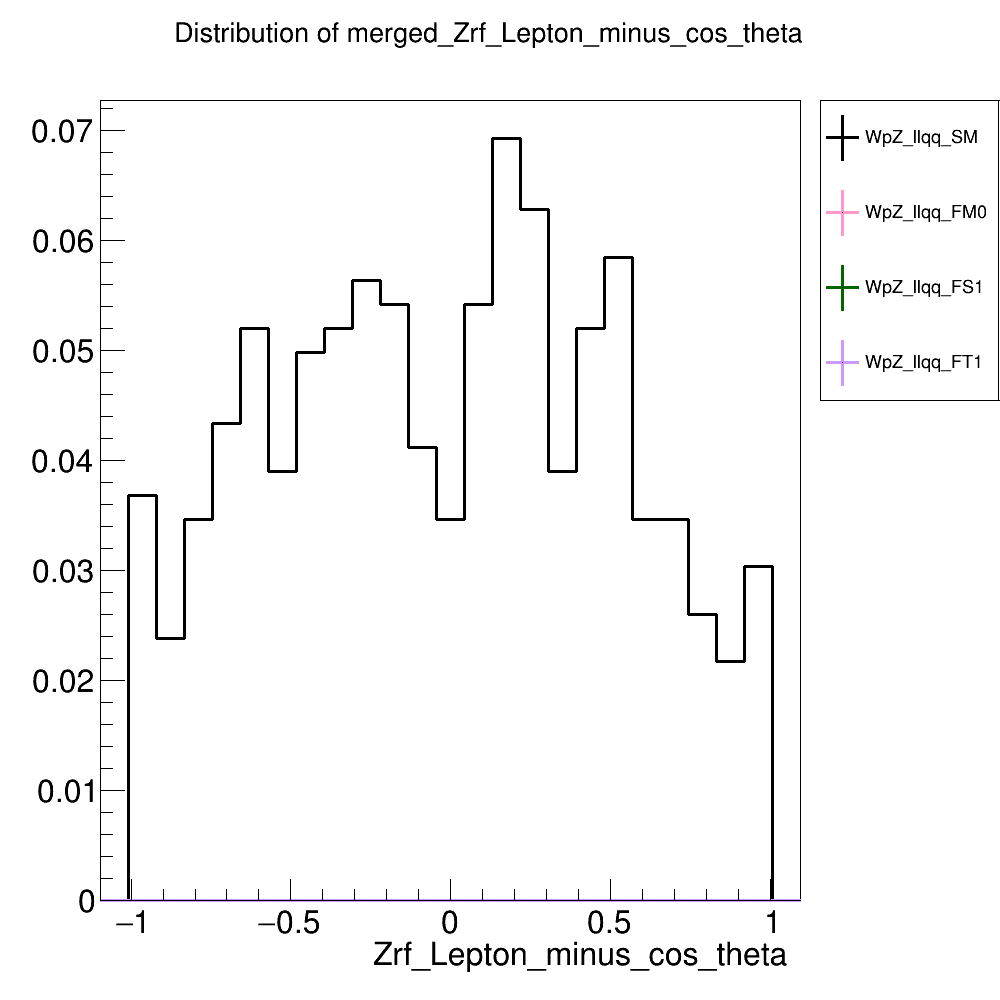 Distribution of merged_Zrf_Lepton_minus_cos_theta
0.07
0.06
0.05
0.04
0.03
0.02
0.01
0
−1
−0.5
0
0.5
1
Zrf_Lepton_minus_cos_theta
WpZ_llqq_SM
WpZ_llqq_FM0
WpZ_llqq_FS1
WpZ_llqq_FT1